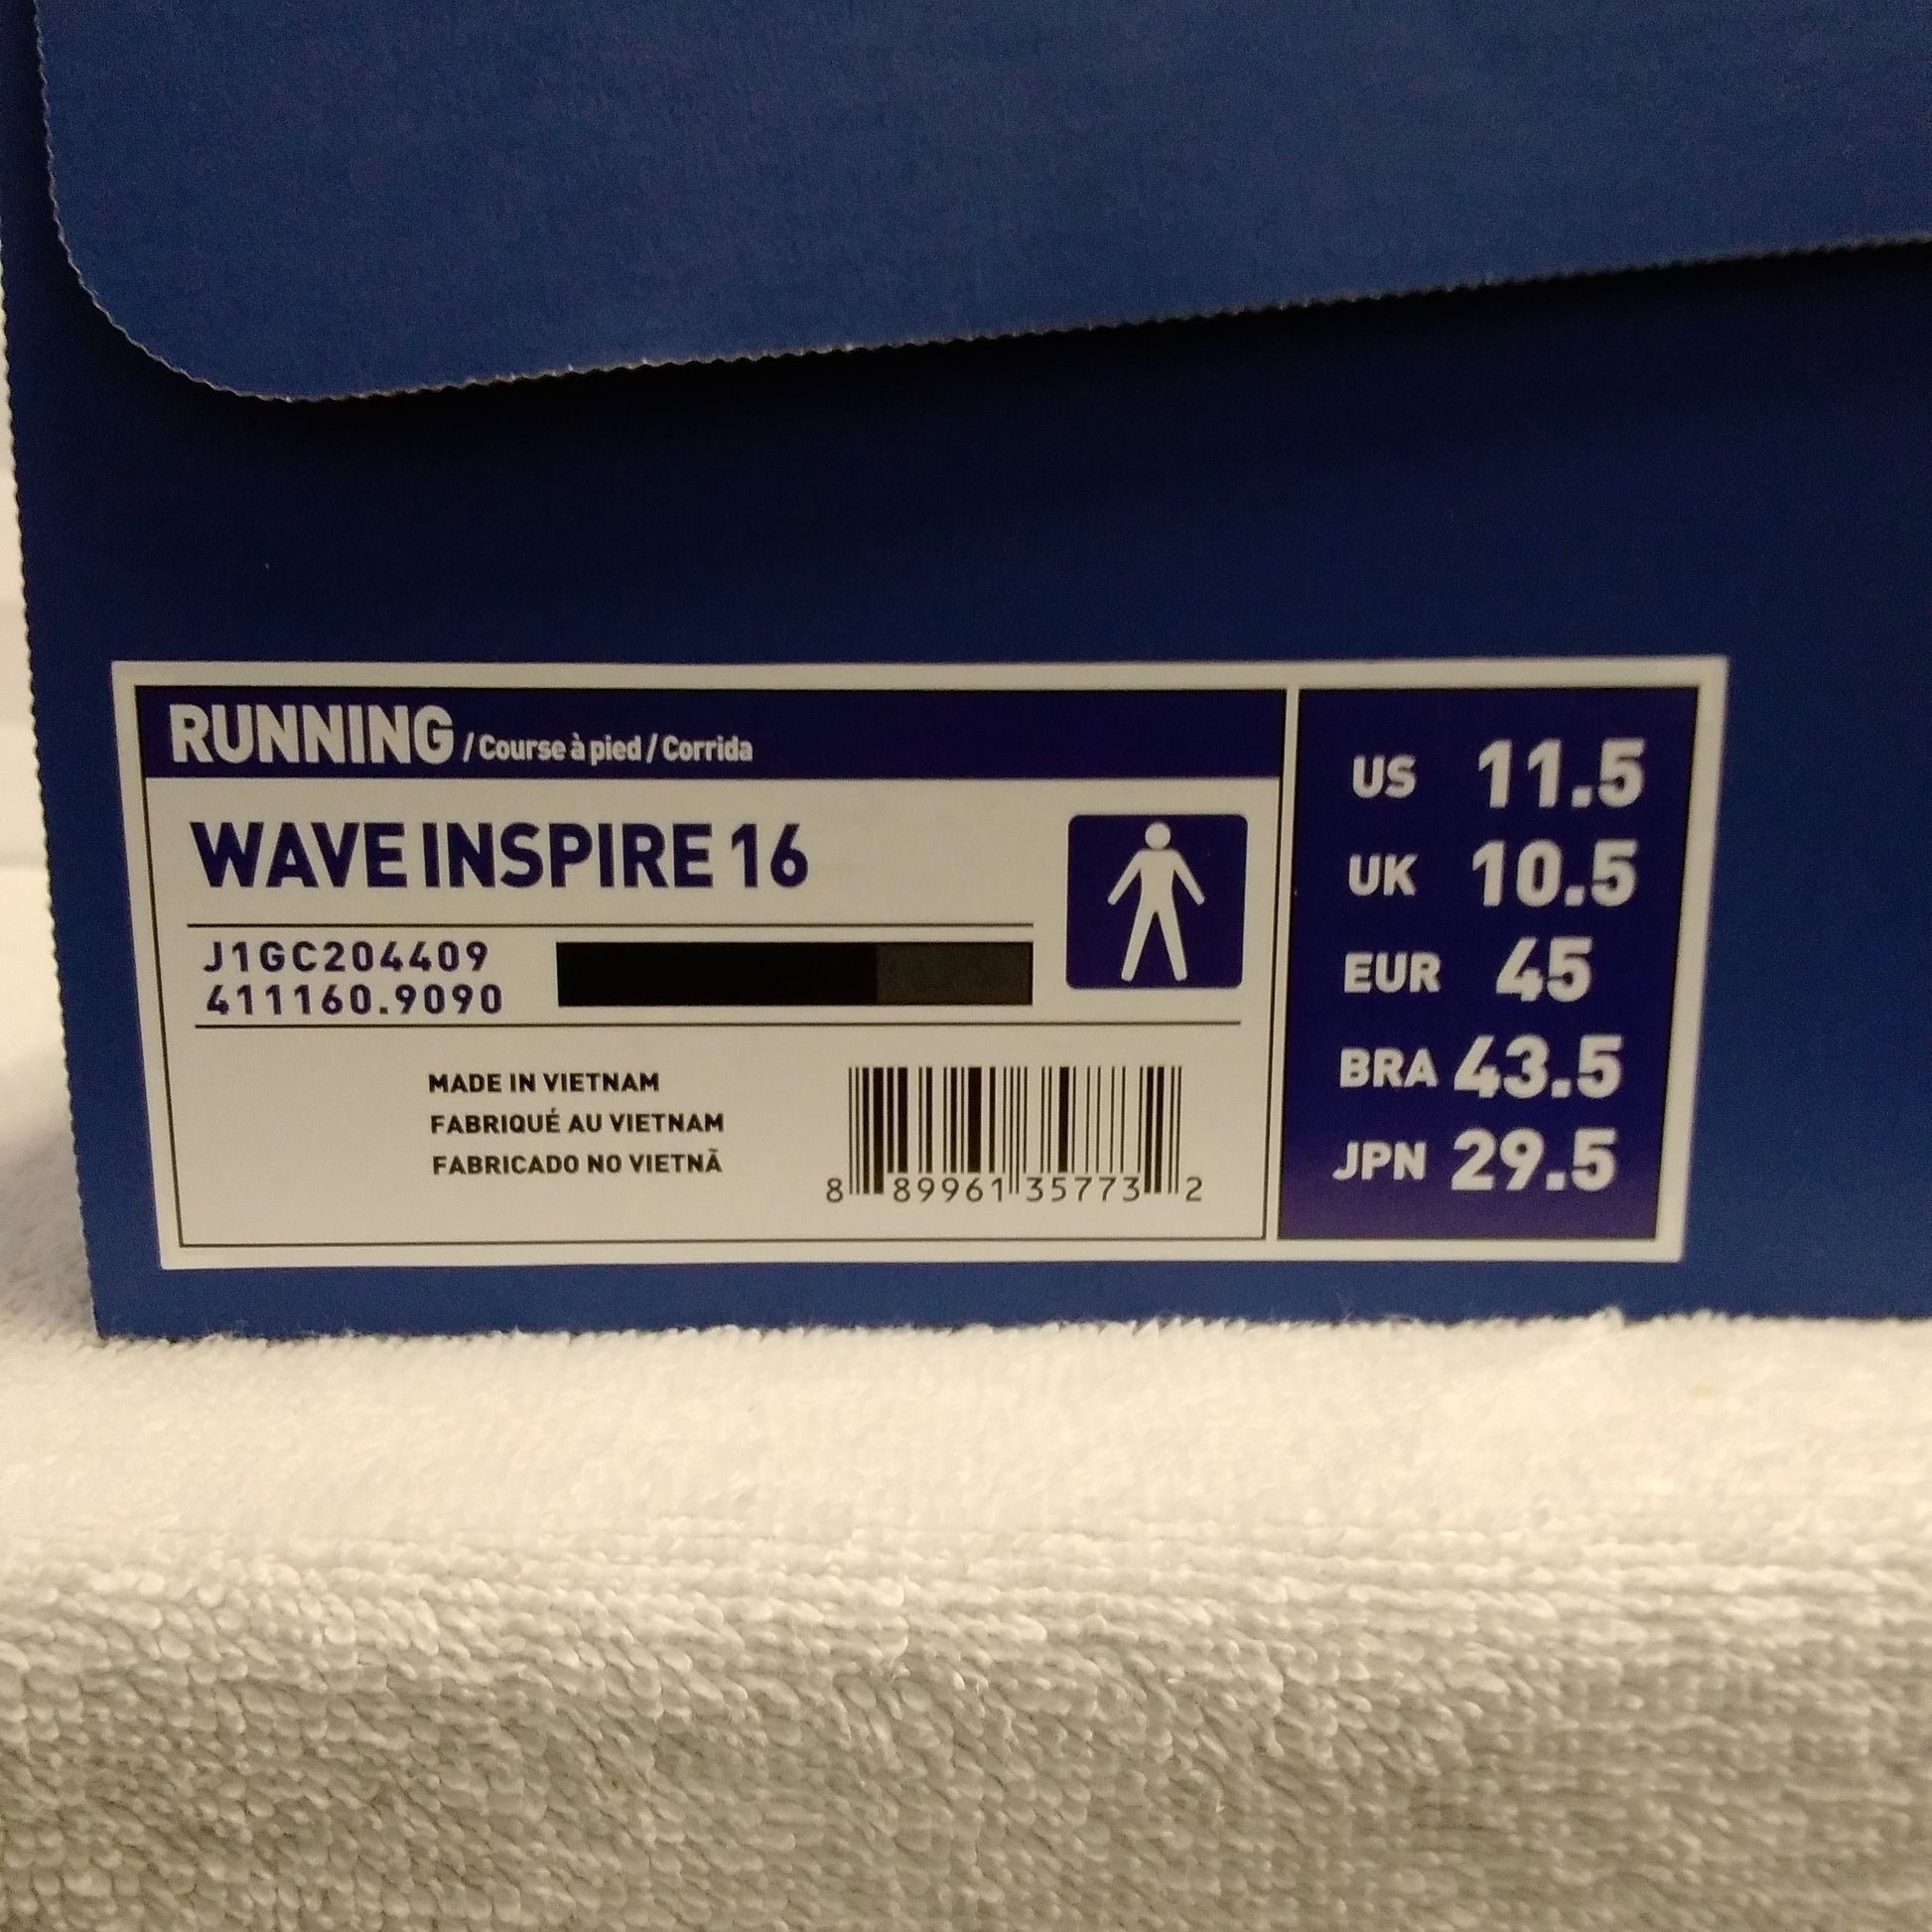 RUNNING / Course à pied / Corrida
WAVE INSPIRE 16
J1GC204409
411160.9090
MADE IN VIETNAM
FABRIQUÉ AU VIETNAM
FABRICADO NO VIETNÃ
8 89961 35773 2
US 11.5
UK 10.5
EUR 45
BRA 43.5
JPN 29.5